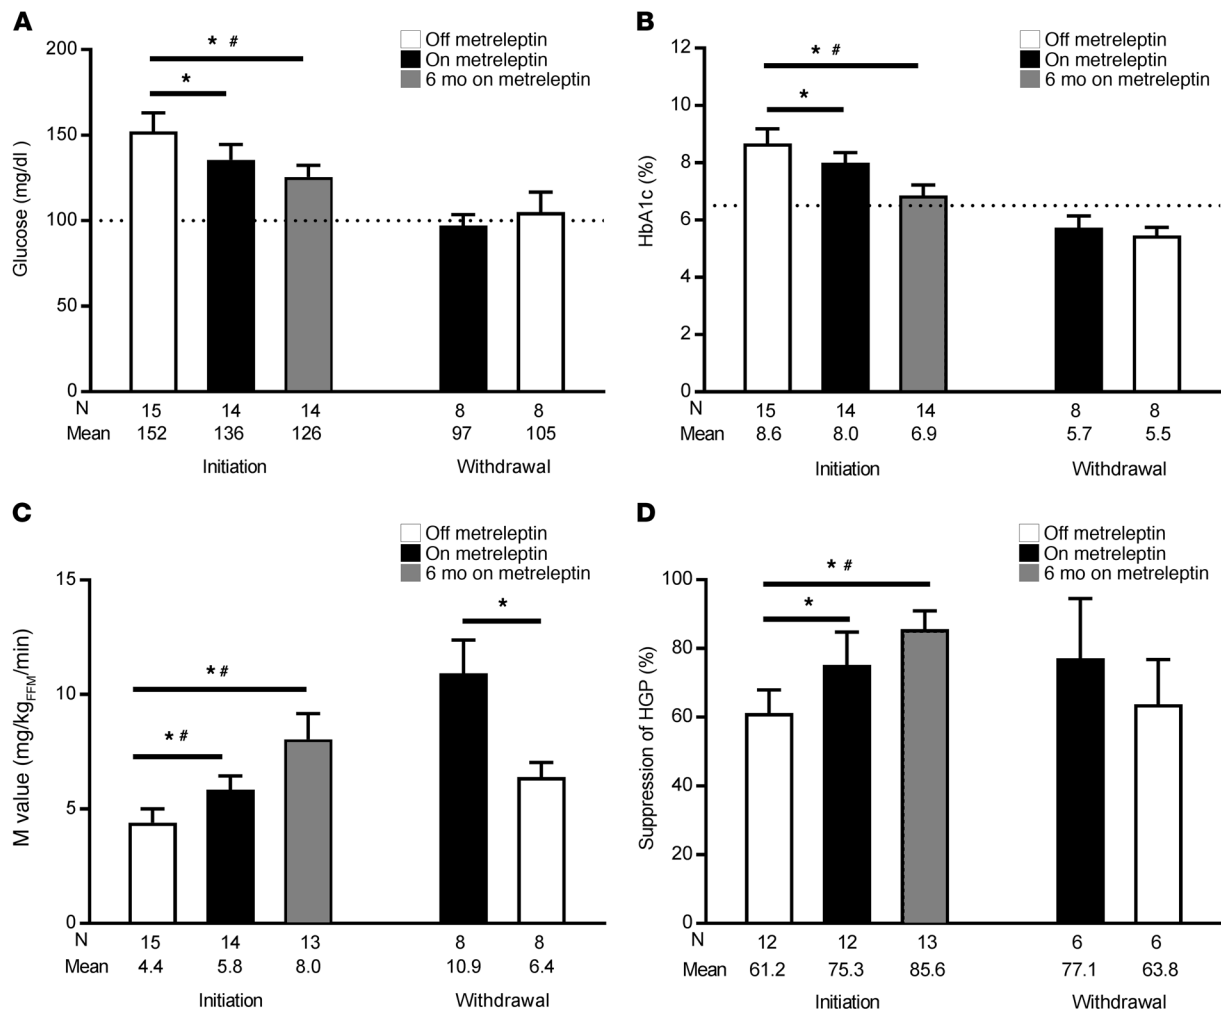 A
Off metreleptin
On metreleptin
6 mo on metreleptin
* #
*
200
150
100
50
0
Glucose (mg/dl )
N 15 14 14 8 8
Mean 152 136 126 97 105
Initiation Withdrawal
B
Off metreleptin
On metreleptin
6 mo on metreleptin
* #
*
12
10
8
6
4
2
0
HbA1c (%)
N 15 14 14 8 8
Mean 8.6 8.0 6.9 5.7 5.5
Initiation Withdrawal
C
Off metreleptin
On metreleptin
6 mo on metreleptin
*
* #
* #
15
10
5
0
M value (mg/kgFFM/min)
N 15 14 13 8 8
Mean 4.4 5.8 8.0 10.9 6.4
Initiation Withdrawal
D
Off metreleptin
On metreleptin
6 mo on metreleptin
* #
*
100
80
60
40
20
0
Suppression of HGP (%)
N 12 12 13 6 6
Mean 61.2 75.3 85.6 77.1 63.8
Initiation Withdrawal